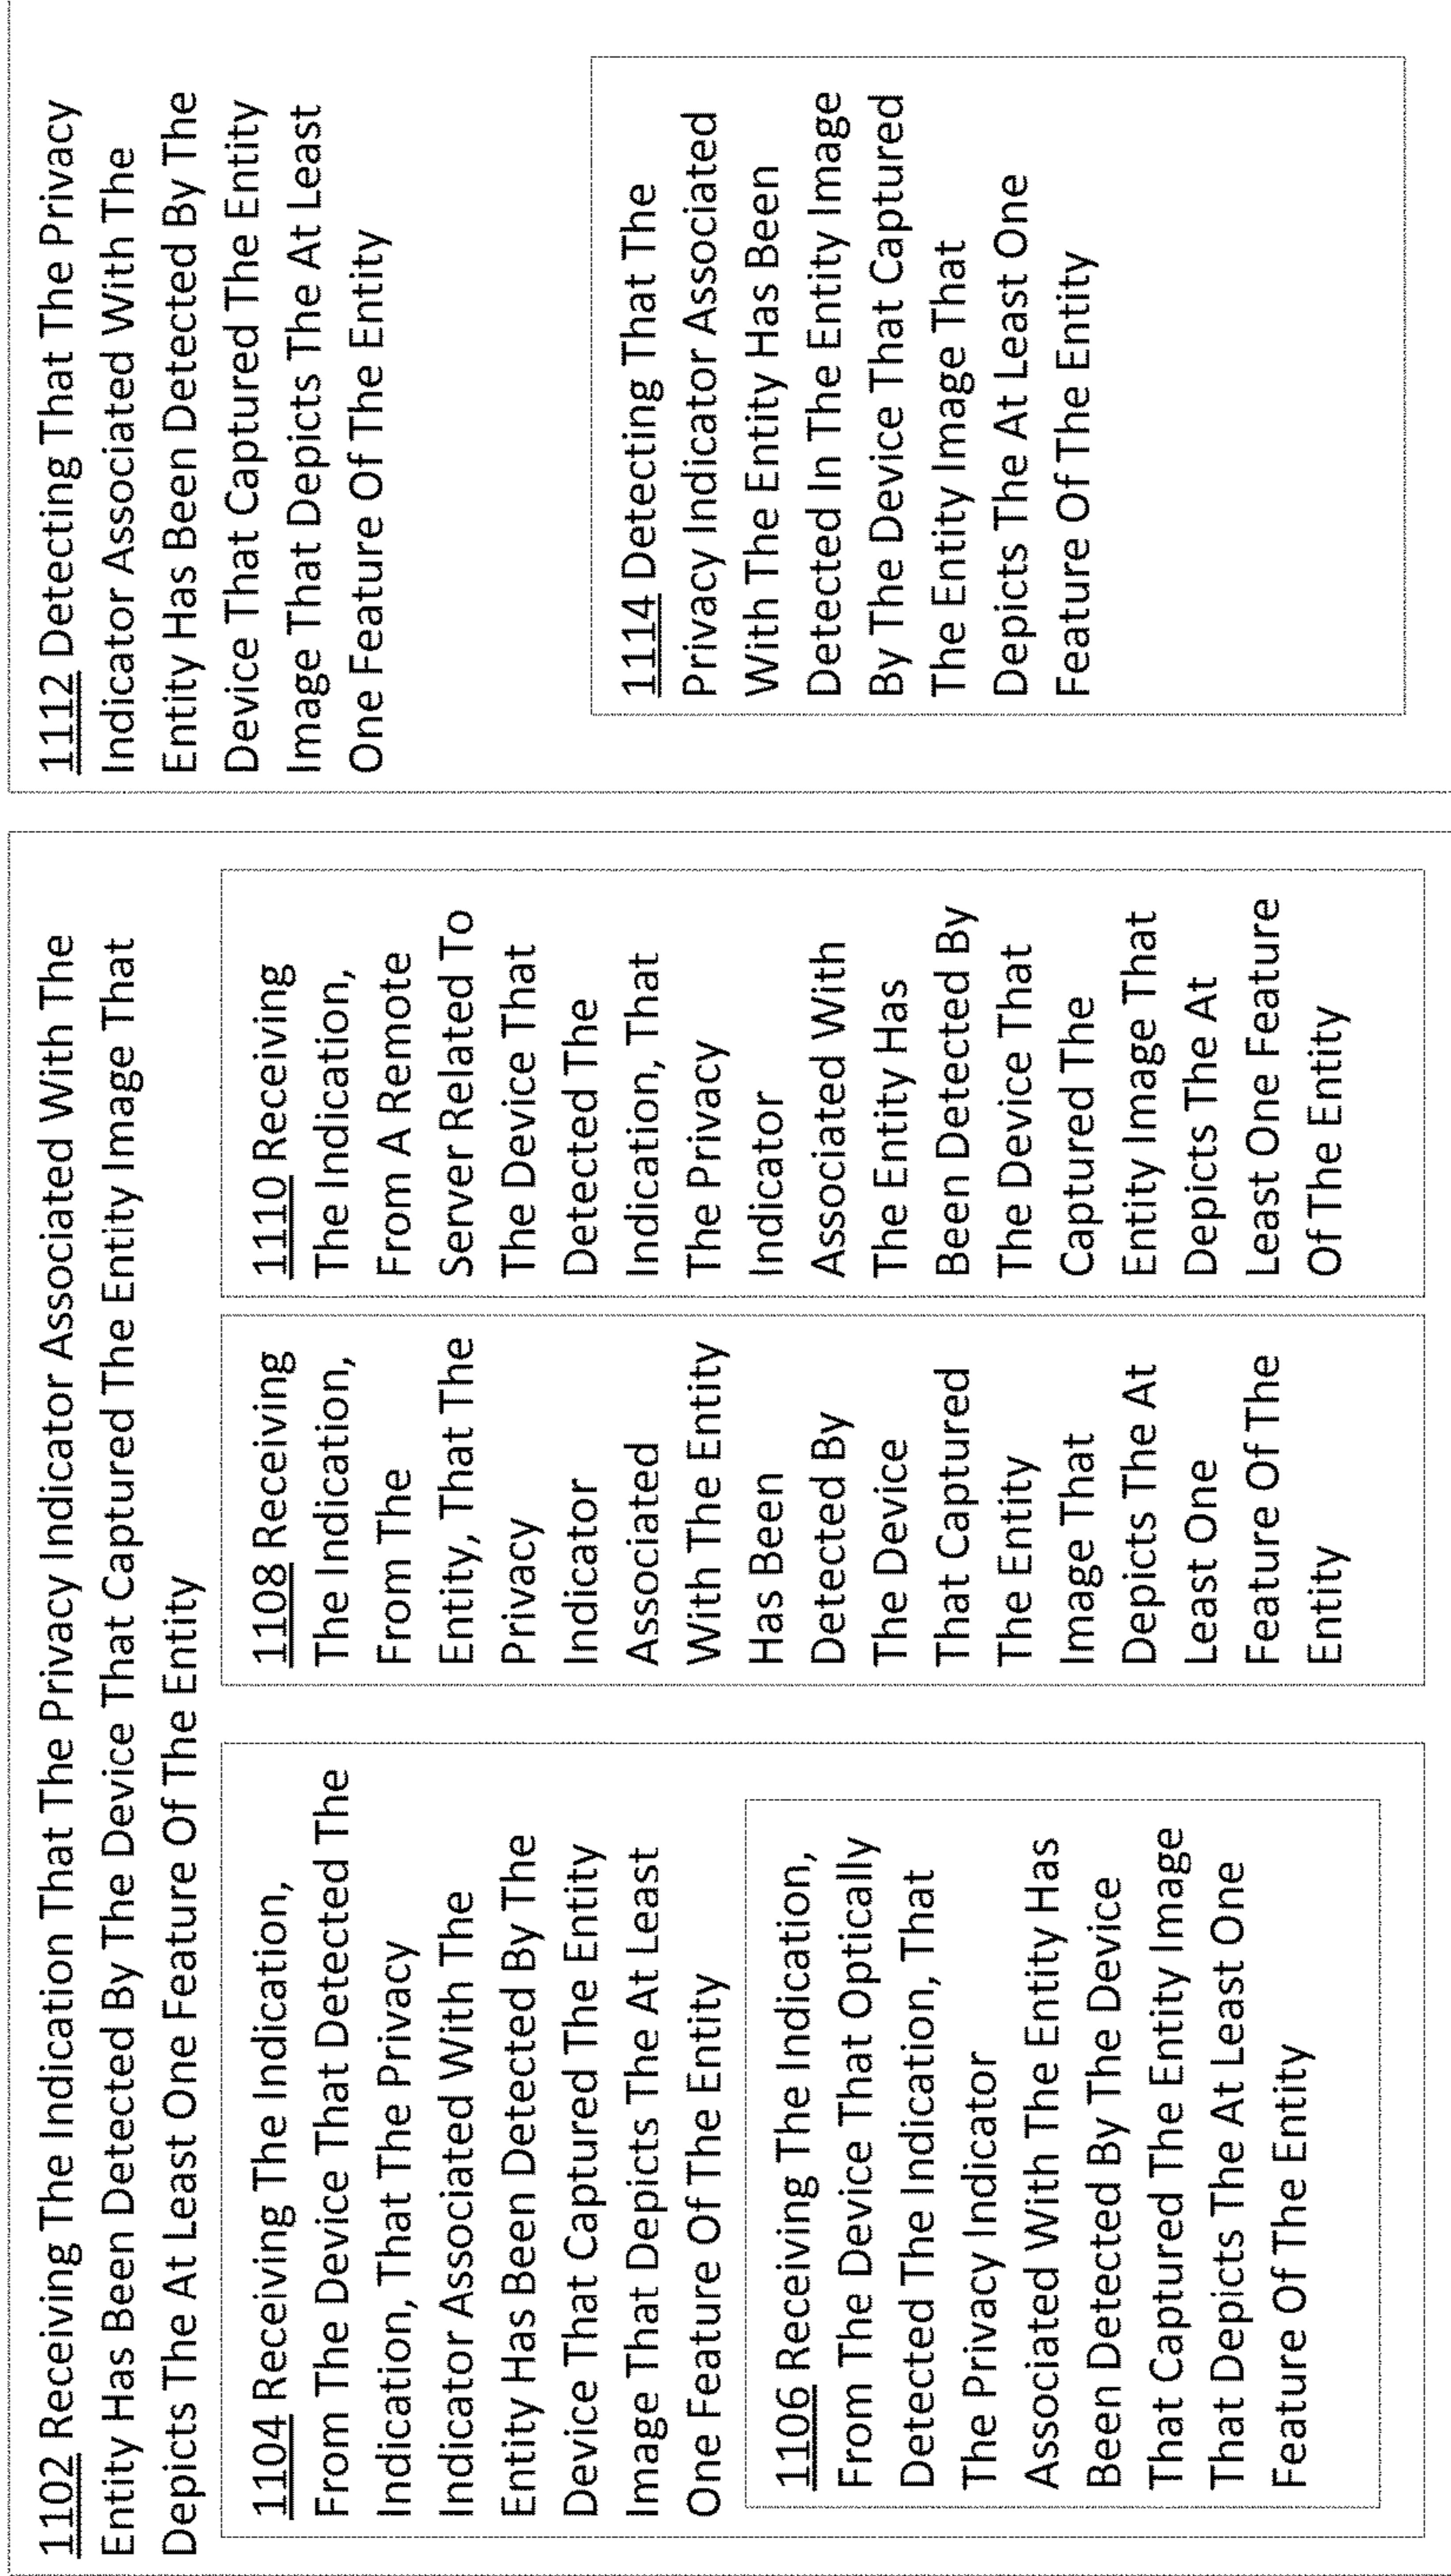 1102 Receiving The Indication That The Privacy Indicator Associated With The
Entity Has Been Detected By The Device That Captured The Entity Image That
Depicts The At Least One Feature Of The Entity
1104 Receiving The Indication,
From The Device That Detected The
Indication, That The Privacy
Indicator Associated With The
Entity Has Been Detected By The
Device That Captured The Entity
Image That Depicts The At Least
One Feature Of The Entity
1106 Receiving The Indication,
From The Device That Optically
Detected The Indication, That
The Privacy Indicator
Associated With The Entity Has
Been Detected By The Device
That Captured The Entity Image
That Depicts The At Least One
Feature Of The Entity
1108 Receiving
The Indication,
From The
Entity, That The
Privacy
Indicator
Associated
With The Entity
Has Been
Detected By
The Device
That Captured
The Entity
Image That
Depicts The At
Least One
Feature Of The
Entity
1110 Receiving
The Indication,
From A Remote
Server Related To
The Device That
Detected The
Indication, That
The Privacy
Indicator
Associated With
The Entity Has
Been Detected By
The Device That
Captured The
Entity Image That
Depicts The At
Least One Feature
Of The Entity
1112 Detecting That The Privacy
Indicator Associated With The
Entity Has Been Detected By The
Device That Captured The Entity
Image That Depicts The At Least
One Feature Of The Entity
1114 Detecting That The
Privacy Indicator Associated
With The Entity Has Been
Detected In The Entity Image
By The Device That Captured
The Entity Image That
Depicts The At Least One
Feature Of The Entity